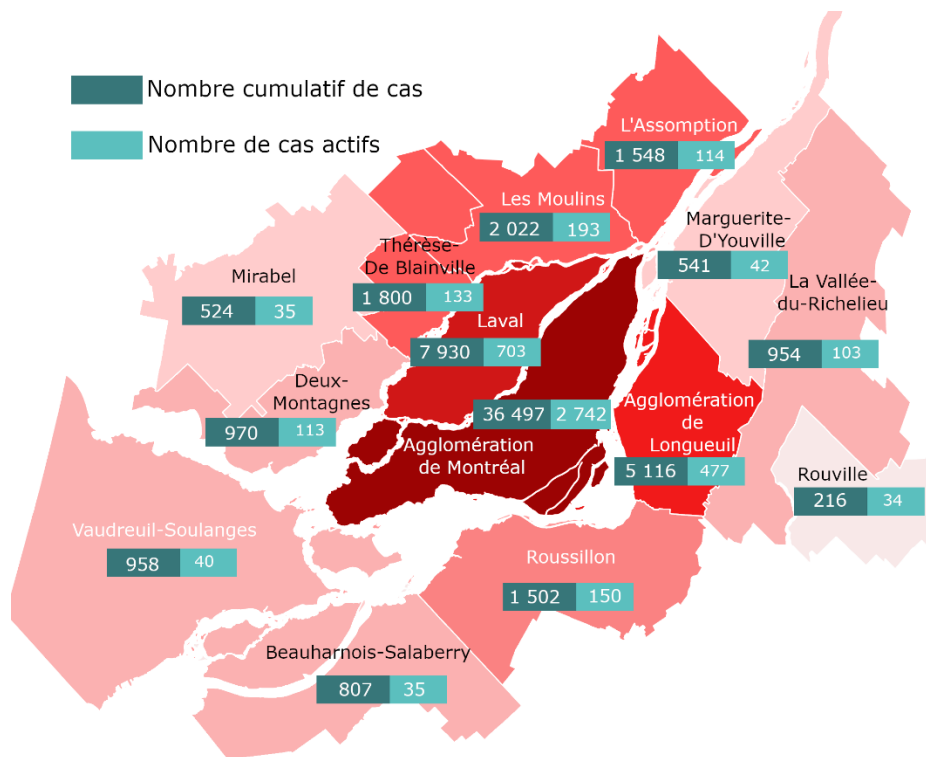 Nombre cumulatif de cas
Nombre de cas actifs
L'Assomption
1 548 114
Les Moulins
2 022 193
Marguerite-
D'Youville
541 42
Thérèse-
De Blainville
1 800 133
Mirabel
524 35
La Vallée-
du-Richelieu
954 103
Laval
7 930 703
Deux-
Montagnes
970 113
36 497 2 742
Agglomération
de Montréal
Agglomération
de
Longueuil
5 116 477
Rouville
216 34
Vaudreuil-Soulanges
958 40
Roussillon
1 502 150
Beauharnois-Salaberry
807 35